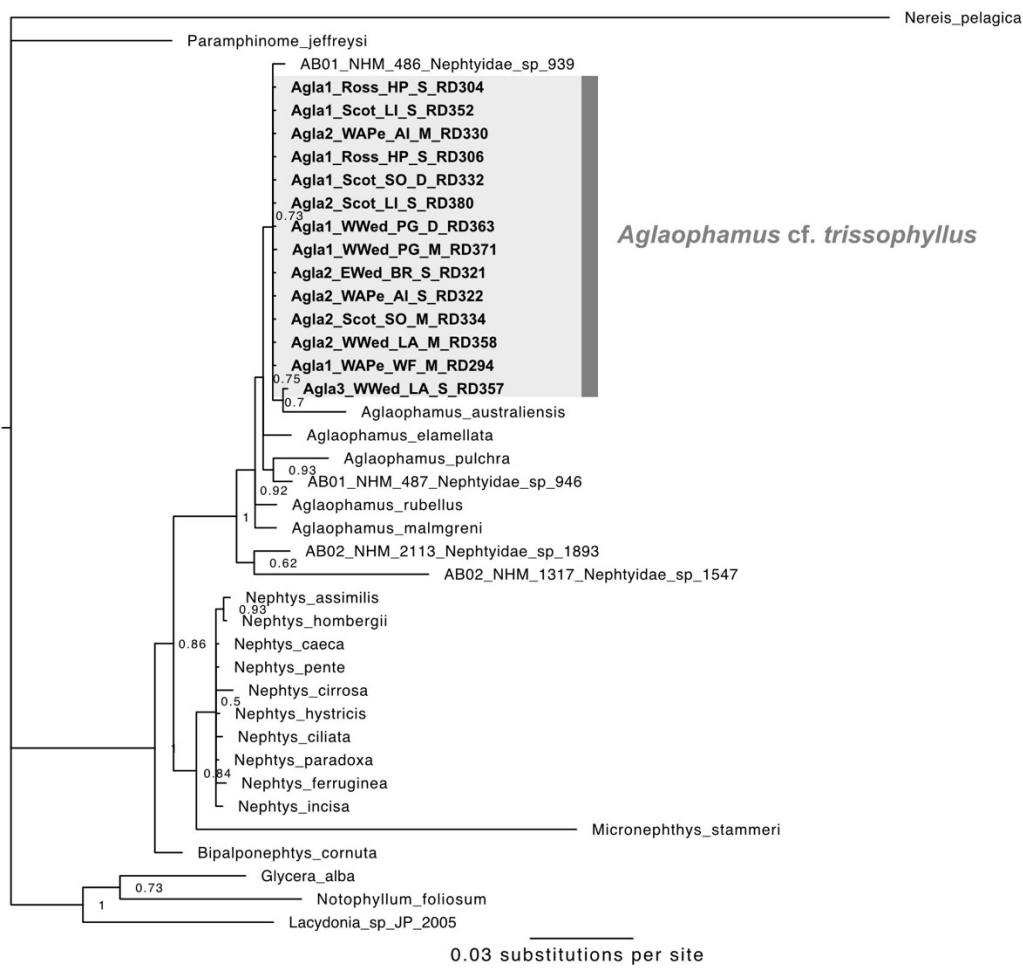 Nereis_pelagica
Paramphinome_jeffreysi
AB01_NHM_486_Nephtyidae_sp_939
Agla1_Ross_HP_S_RD304
Agla1_Scot_LI_S_RD352
Agla2_WAPe_AI_M_RD330
Agla1_Ross_HP_S_RD306
Agla1_Scot_SO_D_RD332
Agla2_Scot_LI_S_RD380
0.73
Agla1_WWed_PG_D_RD363
Aglaophamus cf. trissophyllus
Agla1_WWed_PG_M_RD371
Agla2_EWed_BR_S_RD321
Agla2_WAPe_AI_S_RD322
Agla2_Scot_SO_M_RD334
Agla2_WWed_LA_M_RD358
Agla1_WAPe_WF_M_RD294
0.75
Agla3_WWed_LA_S_RD357
0.7
Aglaophamus_australiensis
Aglaophamus_elamellata
Aglaophamus_pulchra
0.93
AB01_NHM_487_Nephtyidae_sp_946
0.92
Aglaophamus_rubellus
1
Aglaophamus_malmgreni
AB02_NHM_2113_Nephtyidae_sp_1893
0.62
AB02_NHM_1317_Nephtyidae_sp_1547
Nephtys_assimilis
0.93
Nephtys_hombergii
0.86
Nephtys_caeca
Nephtys_pente
Nephtys_cirrosa
0.5
Nephtys_hystricis
Nephtys_ciliata
1
Nephtys_paradoxa
0.84
Nephtys_ferruginea
Nephtys_incisa
Micronephthys_stammeri
Bipalponephtys_cornuta
Glycera_alba
0.73
Notophyllum_foliosum
1
Lacydonia_sp_JP_2005
0.03 substitutions per site